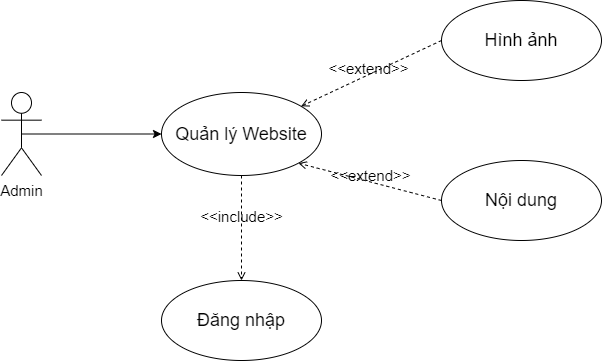 Hình ảnh
<<extend>>
Quản lý Website
Admin
<<extend>>
Nội dung
<<include>>
Đăng nhập